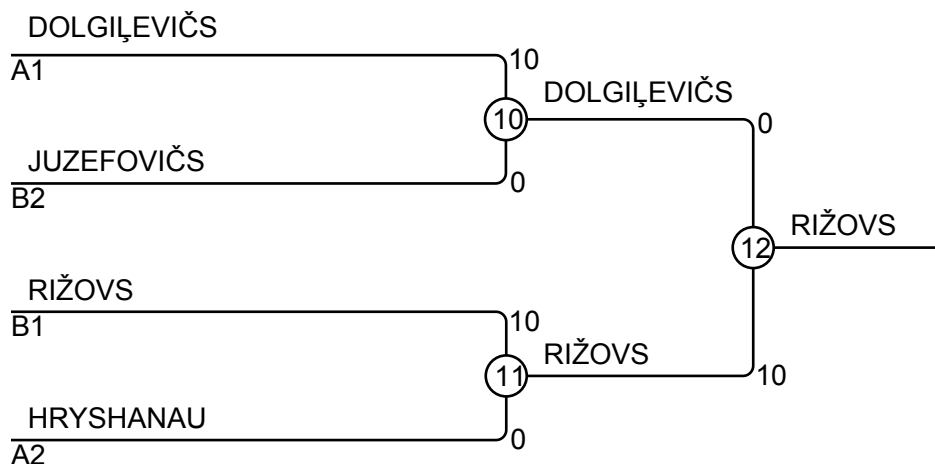 DOLGIĻEVIČS
A1
10
10
DOLGIĻEVIČS
0
JUZEFOVIČS
B2
0
12
RIŽOVS
RIŽOVS
B1
10
11
RIŽOVS
10
HRYSHANAU
A2
0